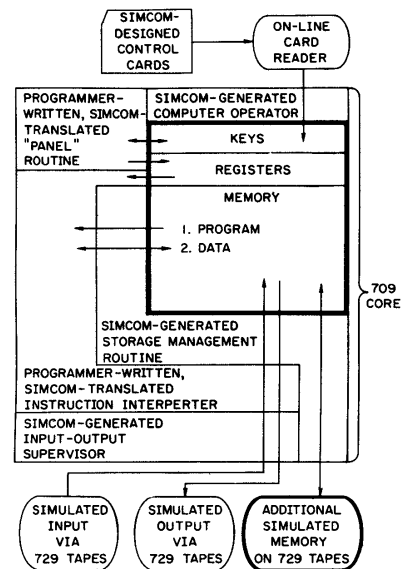 SIMCOM-
DESIGNED
CONTROL
CARDS
ON-LINE
CARD
READER
PROGRAMMER-
WRITTEN, SIMCOM-
TRANSLATED
"PANEL"
ROUTINE
SIMCOM-GENERATED
COMPUTER OPERATOR
KEYS
REGISTERS
MEMORY
1. PROGRAM
2. DATA
709
CORE
SIMCOM-GENERATED
STORAGE MANAGEMENT
ROUTINE
PROGRAMMER-WRITTEN,
SIMCOM-TRANSLATED
INSTRUCTION INTERPERTER
SIMCOM-GENERATED
INPUT-OUTPUT
SUPERVISOR
SIMULATED
INPUT
VIA
729 TAPES
SIMULATED
OUTPUT
VIA
729 TAPES
ADDITIONAL
SIMULATED
MEMORY
ON 729 TAPES